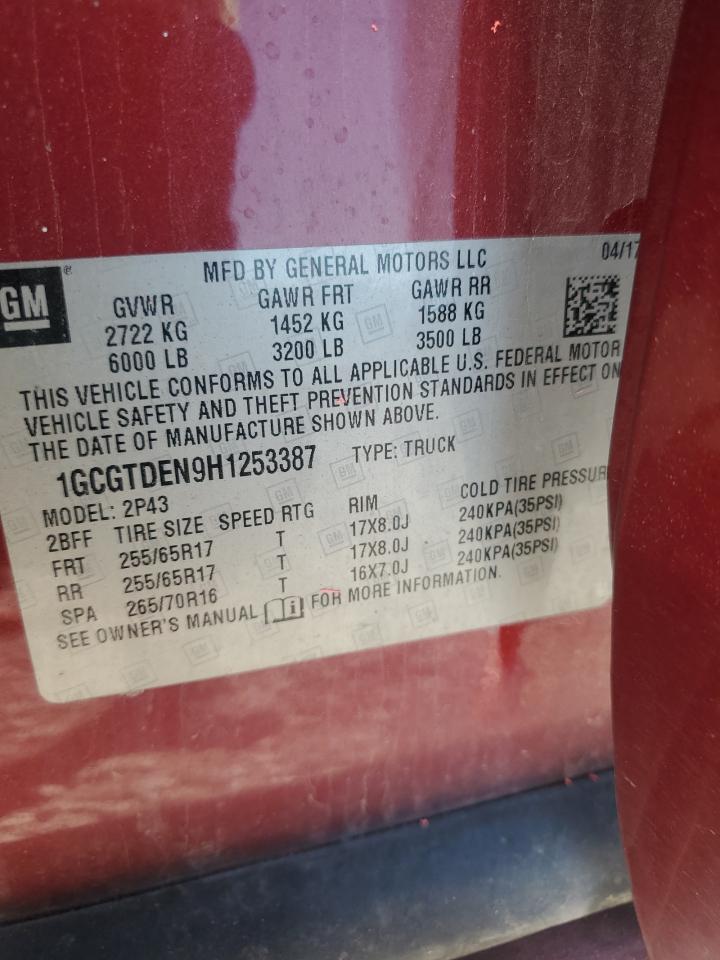 GM®
04/17
MFD BY GENERAL MOTORS LLC
GVWR GAWR FRT GAWR RR
2722 KG 1452 KG 1588 KG
6000 LB 3200 LB 3500 LB
THIS VEHICLE CONFORMS TO ALL APPLICABLE U.S. FEDERAL MOTOR
VEHICLE SAFETY AND THEFT PREVENTION STANDARDS IN EFFECT ON
THE DATE OF MANUFACTURE SHOWN ABOVE.
1GCGTDEN9H1253387 TYPE: TRUCK
MODEL: 2P43
2BFF TIRE SIZE SPEED RTG RIM COLD TIRE PRESSUR
FRT 255/65R17 T 17X8.0J 240KPA(35PSI)
RR 255/65R17 T 17X8.0J 240KPA(35PSI)
SPA 265/70R16 T 16X7.0J 240KPA(35PSI)
SEE OWNER'S MANUAL FOR MORE INFORMATION.